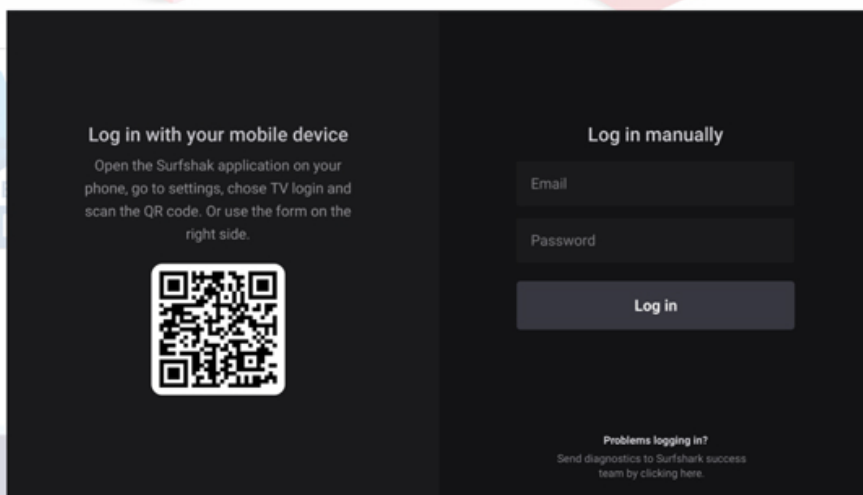 Log in with your mobile device
Open the Surfshak application on your
phone, go to settings, chose TV login and
scan the QR code. Or use the form on the
right side.
Log in manually
Email
Password
Log in
Problems logging in?
Send diagnostics to Surfshark success
team by clicking here.